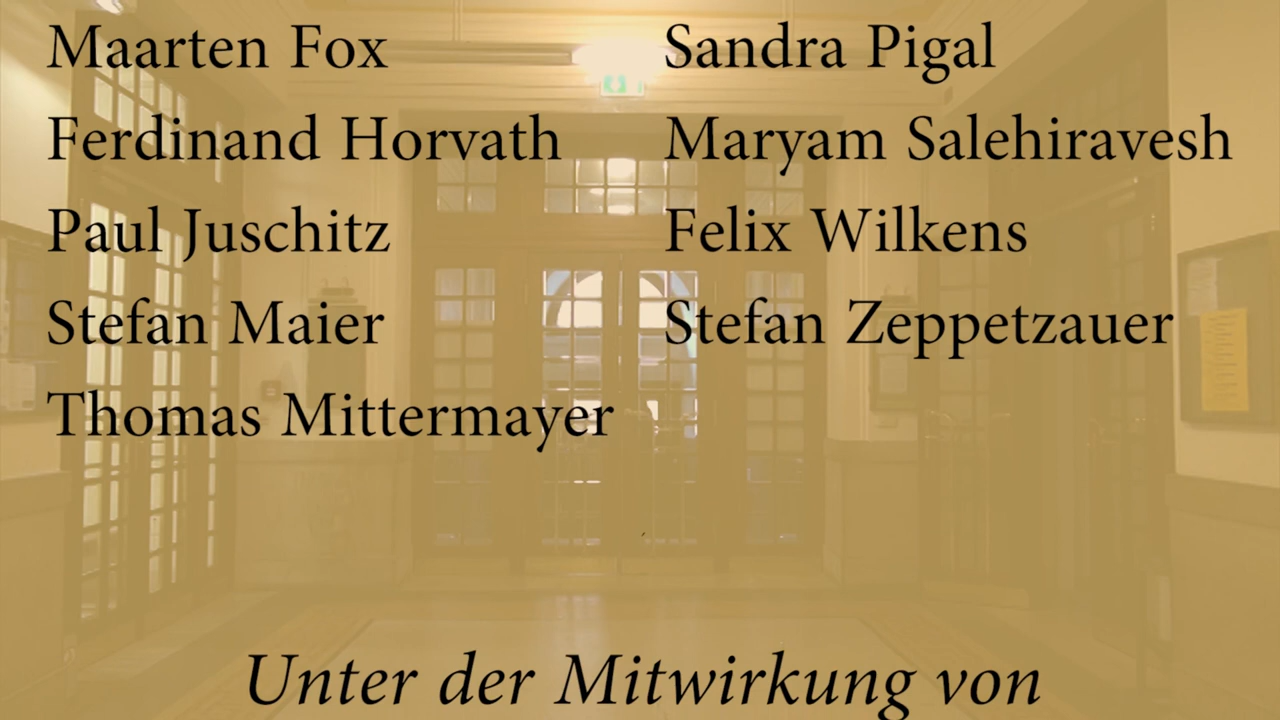 Maarten Fox
Ferdinand Horvath
Paul Juschitz
Stefan Maier
Thomas Mittermayer
Sandra Pigal
Maryam Salehiravesh
Felix Wilkens
Stefan Zeppetzauer
Unter der Mitwirkung von